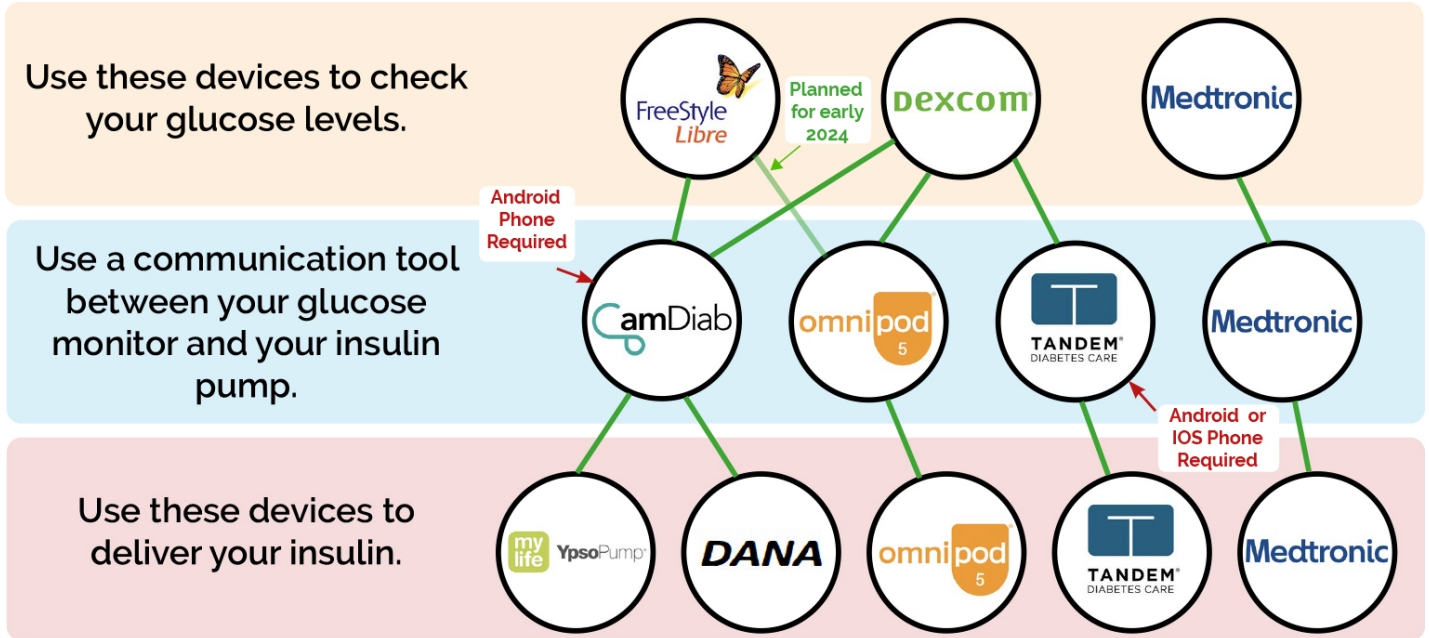 Use these devices to check
your glucose levels.
FreeStyle
Libre
Planned
for early
2024
Dexcom
Medtronic
Android
Phone
Required
Use a communication tool
between your glucose
monitor and your insulin
pump.
CamDiab
omnipod
5
TANDEM®
DIABETES CARE
Medtronic
Android or
IOS Phone
Required
Use these devices to
deliver your insulin.
my
life
YpsoPump®
DANA
omnipod®
5
TANDEM®
DIABETES CARE
Medtronic